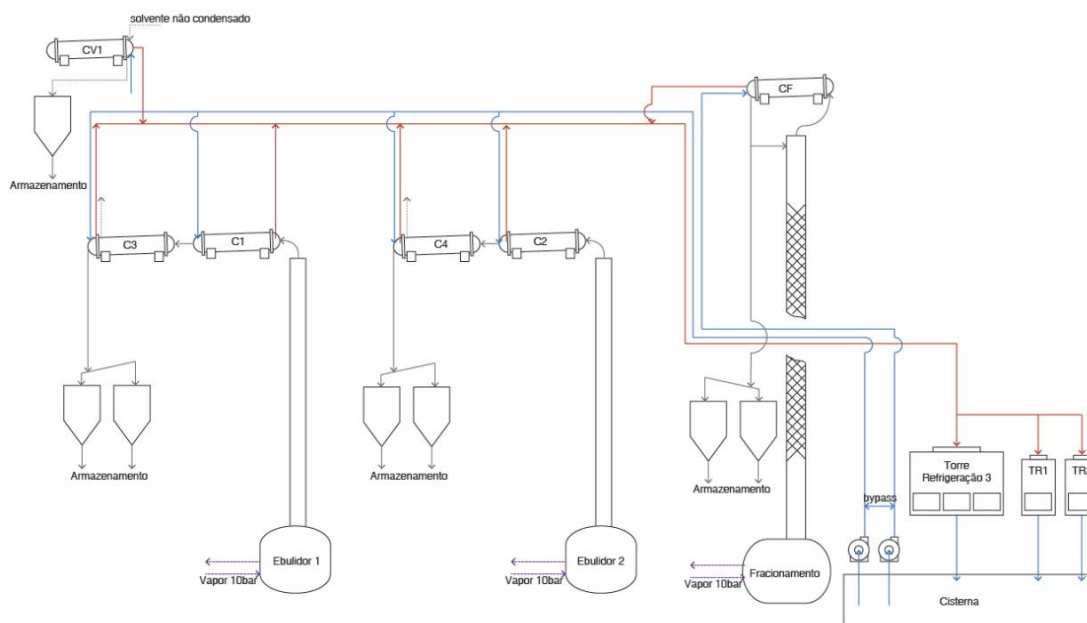 solvente não condensado
CV1
CF
Armazenamento
C3
C1
C4
C2
Armazenamento
Armazenamento
Armazenamento
Torre
Refrigeração 3
TR1
bypass
Ebulidor 1
Ebulidor 2
Fracionamento
Vapor 10bar
Vapor 10bar
Vapor 10bar
Cisterna